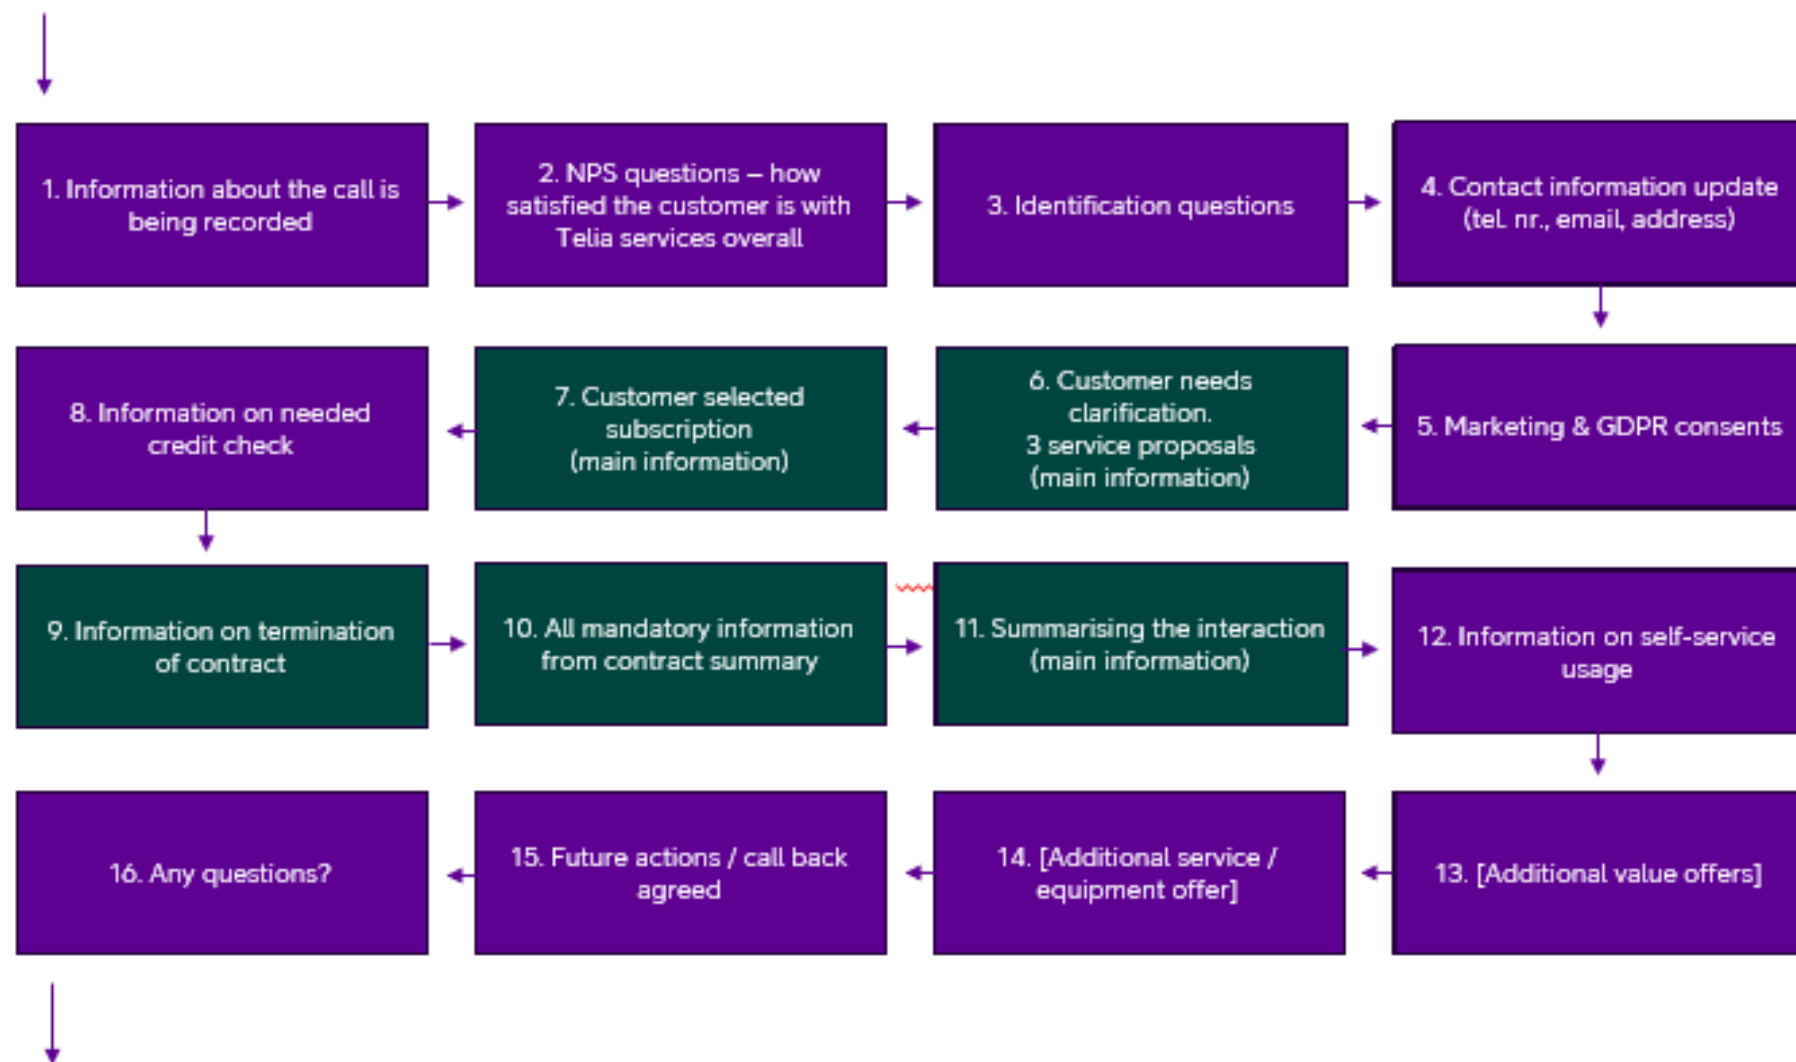 1. Information about the call is
being recorded
2. NPS questions – how
satisfied the customer is with
Telia services overall
3. Identification questions
4. Contact information update
(tel. nr., email, address)
5. Marketing & GDPR consents
6. Customer needs
clarification.
3 service proposals
(main information)
7. Customer selected
subscription
(main information)
8. Information on needed
credit check
9. Information on termination
of contract
10. All mandatory information
from contract summary
11. Summarising the interaction
(main information)
12. Information on self-service
usage
13. [Additional value offers]
14. [Additional service /
equipment offer]
15. Future actions / call back
agreed
16. Any questions?